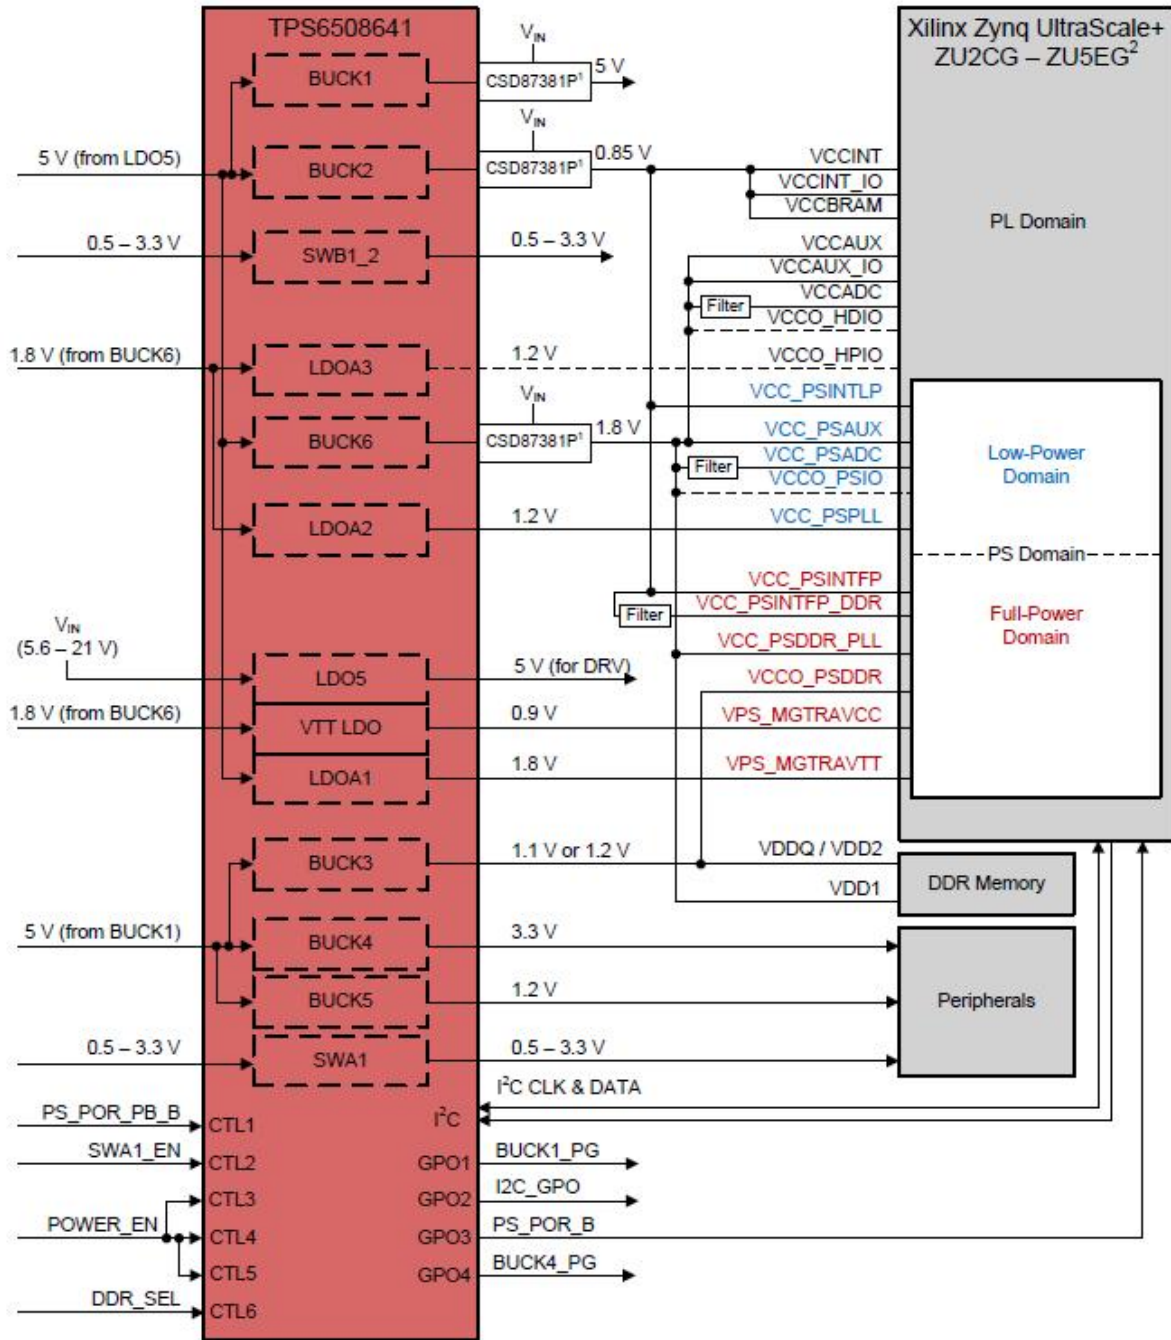 TPS6508641
Xilinx Zynq UltraScale+
ZU2CG – ZU5EG²
BUCK1
V_IN
CSD87381P¹
5 V
5 V (from LDO5)
BUCK2
V_IN
CSD87381P¹
0.85 V
VCCINT
VCCINT_IO
VCCBRAM
PL Domain
0.5 – 3.3 V
SWB1_2
0.5 – 3.3 V
VCCAUX
VCCAUX_IO
Filter
VCCADC
VCCO_HDIO
1.8 V (from BUCK6)
LDOA3
1.2 V
VCCO_HPIO
VCC_PSINTLP
BUCK6
V_IN
CSD87381P¹
1.8 V
VCC_PSAUX
Filter
VCC_PSADC
VCCO_PSIO
Low-Power
Domain
LDOA2
1.2 V
VCC_PSPLL
PS Domain
VCC_PSINTFP
Filter
VCC_PSINTFP_DDR
Full-Power
Domain
VCC_PSDDR_PLL
V_IN
(5.6 – 21 V)
LDO5
5 V (for DRV)
VCCO_PSDDR
1.8 V (from BUCK6)
VTT LDO
0.9 V
VPS_MGTRAVCC
LDOA1
1.8 V
VPS_MGTRAVTT
BUCK3
1.1 V or 1.2 V
VDDQ / VDD2
VDD1
DDR Memory
5 V (from BUCK1)
BUCK4
3.3 V
BUCK5
1.2 V
Peripherals
0.5 – 3.3 V
SWA1
0.5 – 3.3 V
I²C CLK & DATA
PS_POR_PB_B
CTL1
I²C
SWA1_EN
CTL2
GPO1
BUCK1_PG
CTL3
GPO2
I2C_GPO
POWER_EN
CTL4
GPO3
PS_POR_B
CTL5
GPO4
BUCK4_PG
DDR_SEL
CTL6